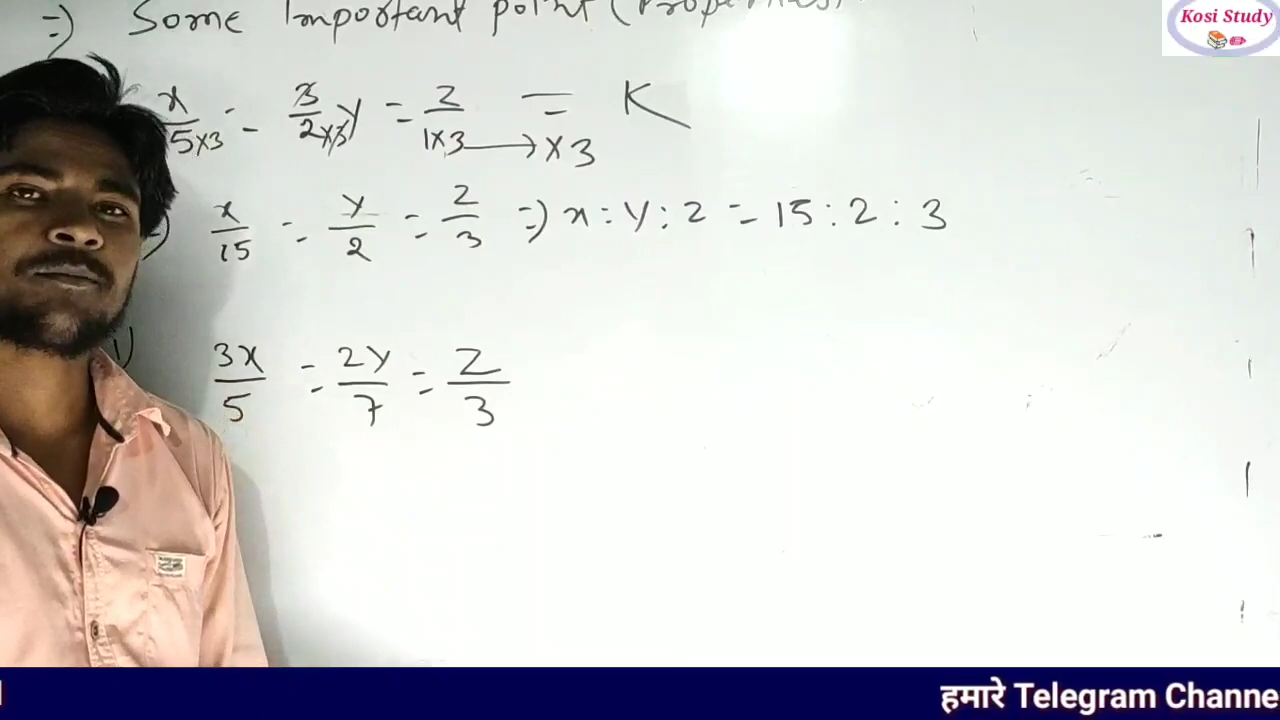 =) Some Important point (Properties)
Kosi Study
x/5×3 = 3/2×3 y = z/1×3 = K
→ × 3
x/15 = y/2 = z/3 =) x : y : z = 15 : 2 : 3
3x/5 = 2y/7 = z/3
हमारे Telegram Channe